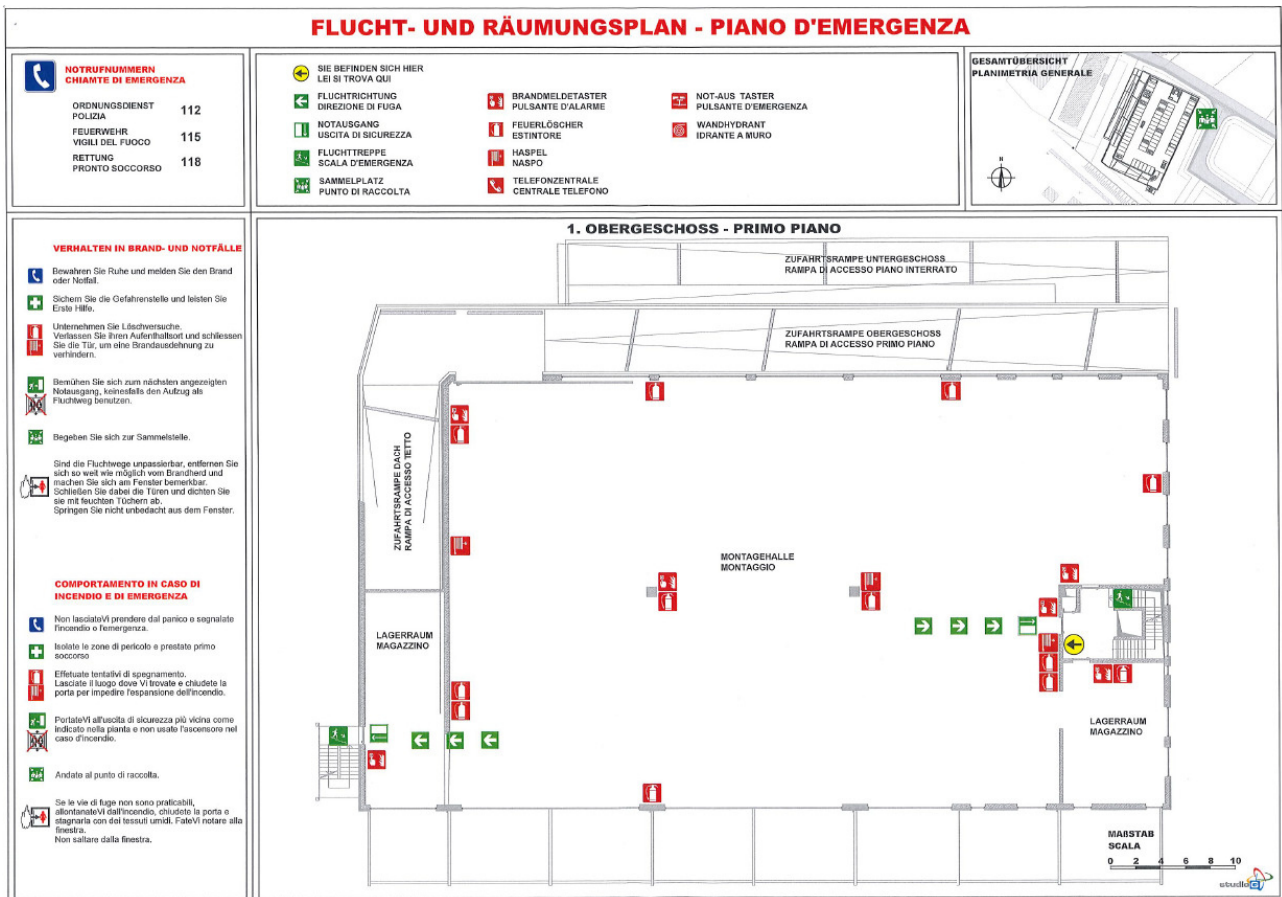 FLUCHT- UND RÄUMUNGSPLAN - PIANO D'EMERGENZA
NOTRUFNUMMERN
CHIAMTE DI EMERGENZA
ORDNUNGSDIENST
POLIZIA
112
FEUERWEHR
VIGILI DEL FUOCO
115
RETTUNG
PRONTO SOCCORSO
118
SIE BEFINDEN SICH HIER
LEI SI TROVA QUI
FLUCHTRICHTUNG
DIREZIONE DI FUGA
NOTAUSGANG
USCITA DI SICUREZZA
FLUCHTTREPPE
SCALA D'EMERGENZA
SAMMELPLATZ
PUNTO DI RACCOLTA
BRANDMELDETASTER
PULSANTE D'ALARME
FEUERLÖSCHER
ESTINTORE
HASPEL
NASPO
TELEFONZENTRALE
CENTRALE TELEFONO
NOT-AUS TASTER
PULSANTE D'EMERGENZA
WANDHYDRANT
IDRANTE A MURO
GESAMTÜBERSICHT
PLANIMETRIA GENERALE
N
VERHALTEN IN BRAND- UND NOTFÄLLE
Bewahren Sie Ruhe und melden Sie den Brand
oder Notfall.
Sichern Sie die Gefahrenstelle und leisten Sie
Erste Hilfe.
Unternehmen Sie Löschversuche.
Verlassen Sie ihren Aufenthaltsort und schliessen
Sie die Tür, um eine Brandausdehnung zu
verhindern.
Bemühen Sie sich zum nächsten angezeigten
Notausgang, keinesfalls den Aufzug als
Fluchtweg benutzen.
Begeben Sie sich zur Sammelstelle.
Sind die Fluchtwege unpassierbar, entfernen Sie
sich so weit wie möglich vom Brandherd und
machen Sie sich am Fenster bemerkbar.
Schließen Sie dabei die Türen und dichten Sie
sie mit feuchten Tüchern ab.
Springen Sie nicht unbedacht aus dem Fenster.
COMPORTAMENTO IN CASO DI
INCENDIO E DI EMERGENZA
Non lasciateVi prendere dal panico e segnalate
l'incendio o l'emergenza.
Isolate le zone di pericolo e prestate primo
soccorso
Effetuate tentativi di spegnamento.
Lasciate il luogo dove Vi trovate e chiudete la
porta per impedire l'espansione dell'incendio.
PortateVi all'uscita di sicurezza più vicina come
indicato nella pianta e non usate l'ascensore nel
caso d'incendio.
Andate al punto di raccolta.
Se le vie di fuge non sono praticabili,
allontanateVi dall'incendio, chiudete la porta e
stagnarla con dei tessuti umidi. FateVi notare alla
finestra.
Non saltare dalla finestra.
1. OBERGESCHOSS - PRIMO PIANO
ZUFAHRTSRAMPE UNTERGESCHOSS
RAMPA DI ACCESSO PIANO INTERRATO
ZUFAHRTSRAMPE OBERGESCHOSS
RAMPA DI ACCESSO PRIMO PIANO
ZUFAHRTSRAMPE DACH
RAMPA DI ACCESSO TETTO
MONTAGEHALLE
MONTAGGIO
LAGERRAUM
MAGAZZINO
LAGERRAUM
MAGAZZINO
MAßSTAB
SCALA
0 2 4 6 8 10
studioGi